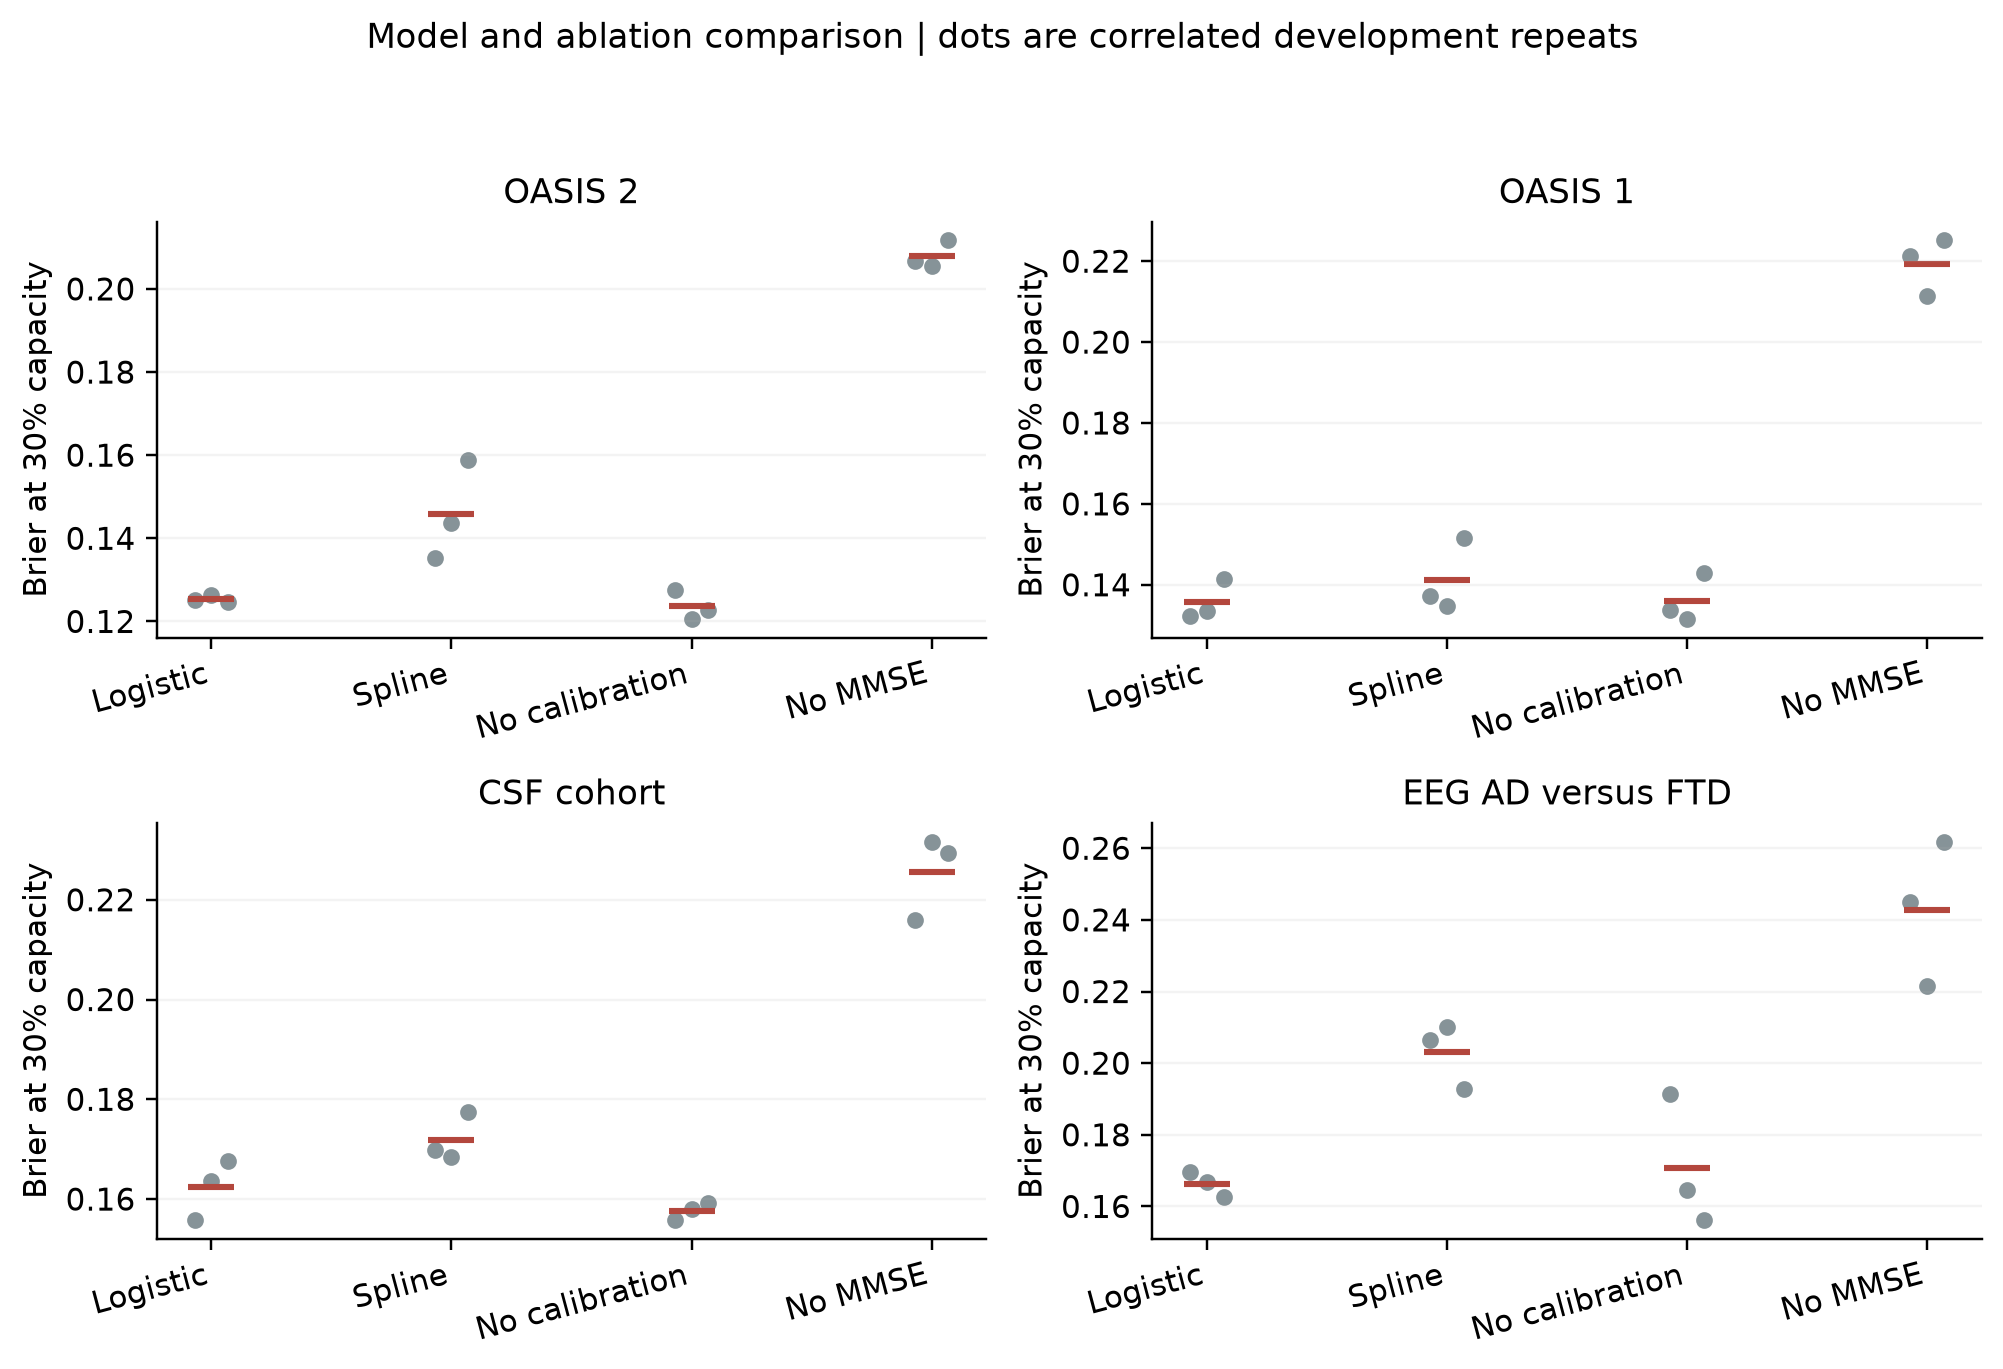 Model and ablation comparison | dots are correlated development repeats
OASIS 2
Brier at 30% capacity
0.20
0.18
0.16
0.14
0.12
Logistic
Spline
No calibration
No MMSE
OASIS 1
Brier at 30% capacity
0.22
0.20
0.18
0.16
0.14
Logistic
Spline
No calibration
No MMSE
CSF cohort
Brier at 30% capacity
0.22
0.20
0.18
0.16
Logistic
Spline
No calibration
No MMSE
EEG AD versus FTD
Brier at 30% capacity
0.26
0.24
0.22
0.20
0.18
0.16
Logistic
Spline
No calibration
No MMSE